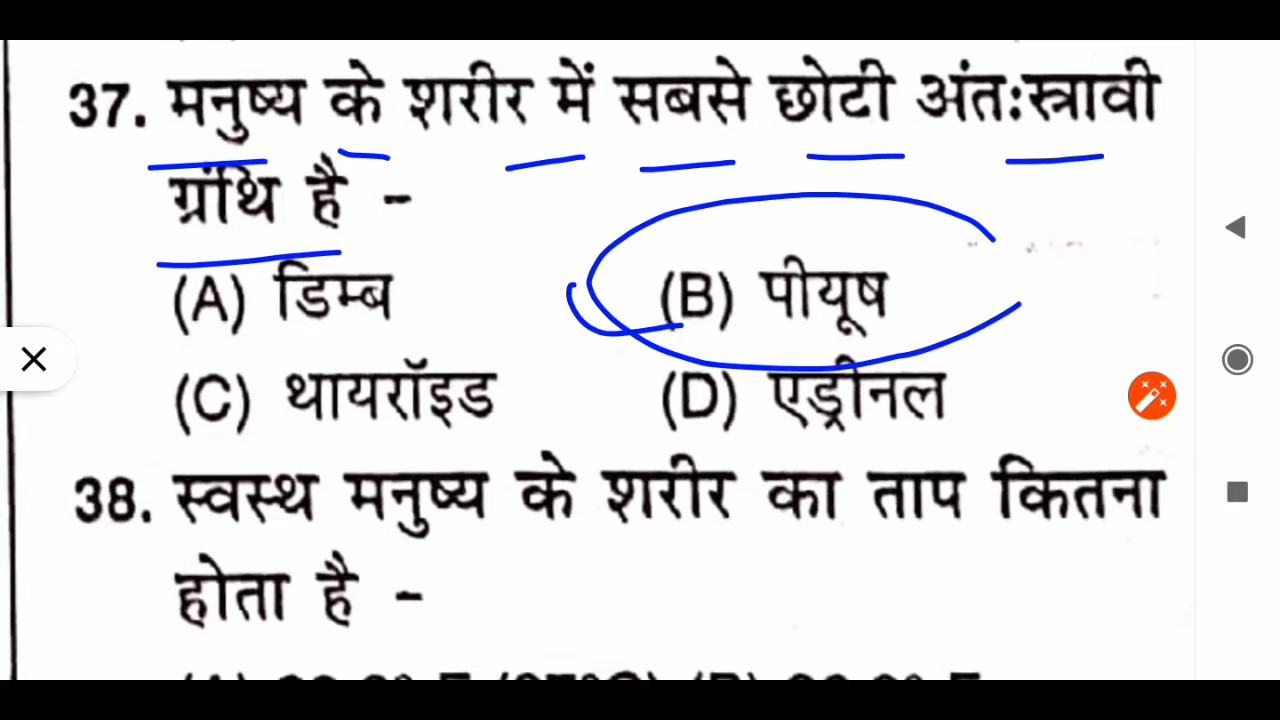 37. मनुष्य के शरीर में सबसे छोटी अंतःस्त्रावी
ग्रंथि है -
(A) डिम्ब (B) पीयूष
(C) थायरॉइड (D) एड्रीनल
38. स्वस्थ मनुष्य के शरीर का ताप कितना
होता है -